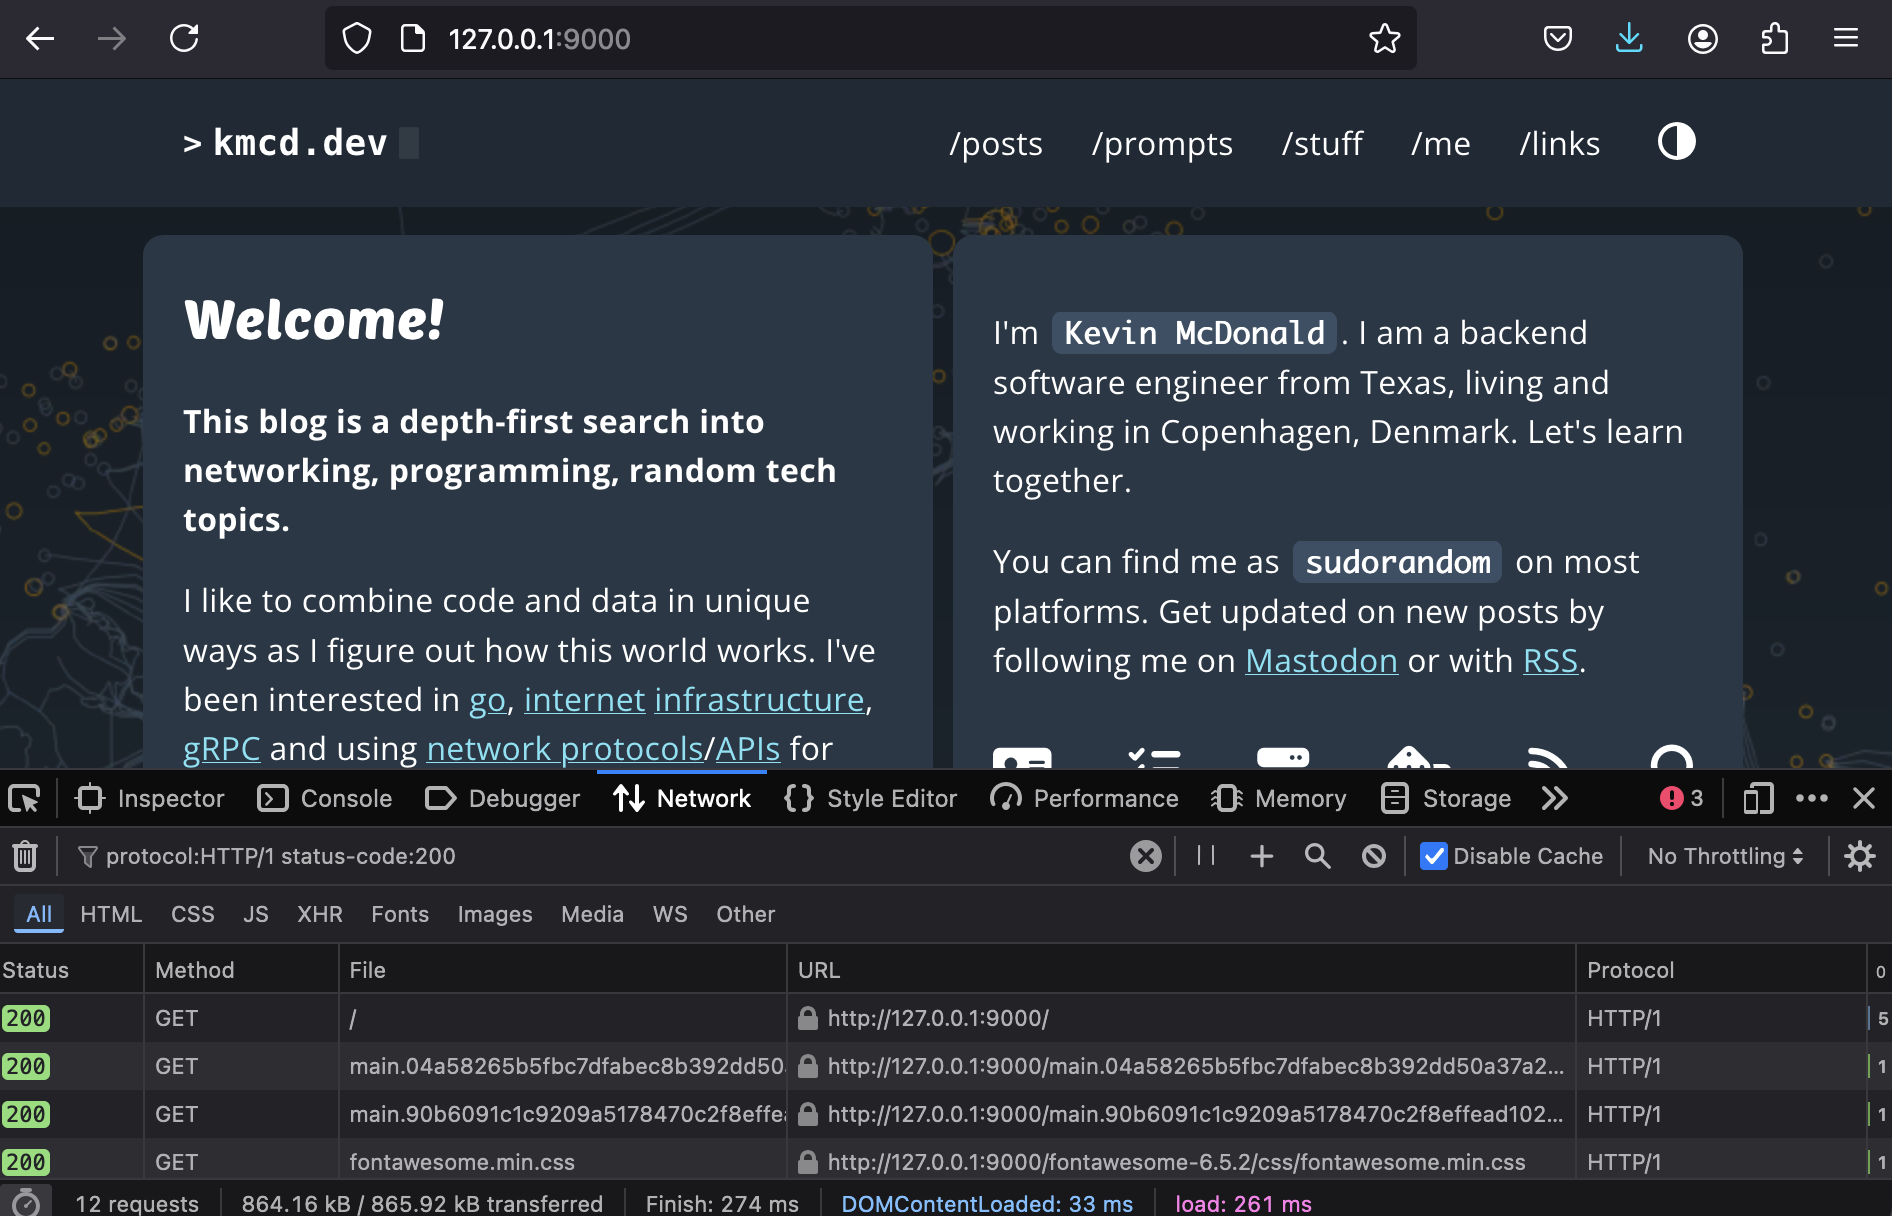 127.0.0.1:9000
> kmcd.dev
/posts /prompts /stuff /me /links
Welcome!
This blog is a depth-first search into
networking, programming, random tech
topics.
I like to combine code and data in unique
ways as I figure out how this world works. I've
been interested in go, internet infrastructure,
gRPC and using network protocols/APIs for
I'm Kevin McDonald. I am a backend
software engineer from Texas, living and
working in Copenhagen, Denmark. Let's learn
together.
You can find me as sudorandom on most
platforms. Get updated on new posts by
following me on Mastodon or with RSS.
Inspector Console Debugger Network Style Editor Performance Memory Storage 3
protocol:HTTP/1 status-code:200 Disable Cache No Throttling
All HTML CSS JS XHR Fonts Images Media WS Other
Status Method File URL Protocol 0
200 GET / http://127.0.0.1:9000/ HTTP/1 5
200 GET main.04a58265b5fbc7dfabec8b392dd50 http://127.0.0.1:9000/main.04a58265b5fbc7dfabec8b392dd50a37a2... HTTP/1 1
200 GET main.90b6091c1c9209a5178470c2f8effea http://127.0.0.1:9000/main.90b6091c1c9209a5178470c2f8effead102... HTTP/1 1
200 GET fontawesome.min.css http://127.0.0.1:9000/fontawesome-6.5.2/css/fontawesome.min.css HTTP/1 1
12 requests 864.16 kB / 865.92 kB transferred Finish: 274 ms DOMContentLoaded: 33 ms load: 261 ms